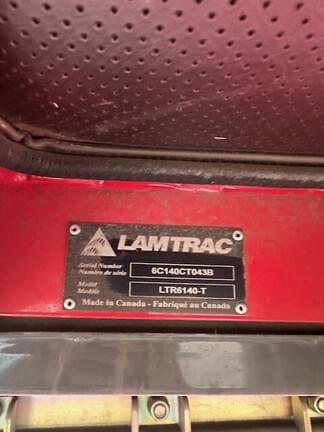 LAMTRAC
Serial Number
Numéro de série
6C140CT043B
Model
Modèle
LTR6140-T
Made in Canada - Fabriqué au Canada